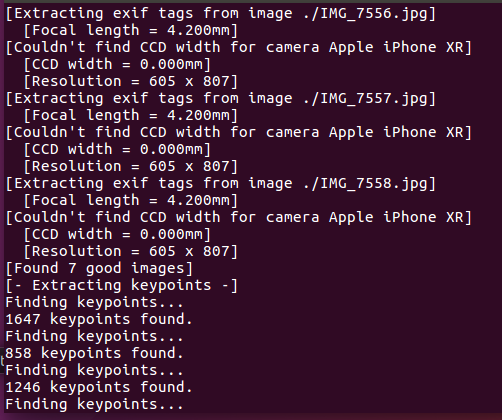 [Extracting exif tags from image ./IMG_7556.jpg]
[Focal length = 4.200mm]
[Couldn't find CCD width for camera Apple iPhone XR]
[CCD width = 0.000mm]
[Resolution = 605 x 807]
[Extracting exif tags from image ./IMG_7557.jpg]
[Focal length = 4.200mm]
[Couldn't find CCD width for camera Apple iPhone XR]
[CCD width = 0.000mm]
[Resolution = 605 x 807]
[Extracting exif tags from image ./IMG_7558.jpg]
[Focal length = 4.200mm]
[Couldn't find CCD width for camera Apple iPhone XR]
[CCD width = 0.000mm]
[Resolution = 605 x 807]
[Found 7 good images]
[- Extracting keypoints -]
Finding keypoints...
1647 keypoints found.
Finding keypoints...
858 keypoints found.
Finding keypoints...
1246 keypoints found.
Finding keypoints...